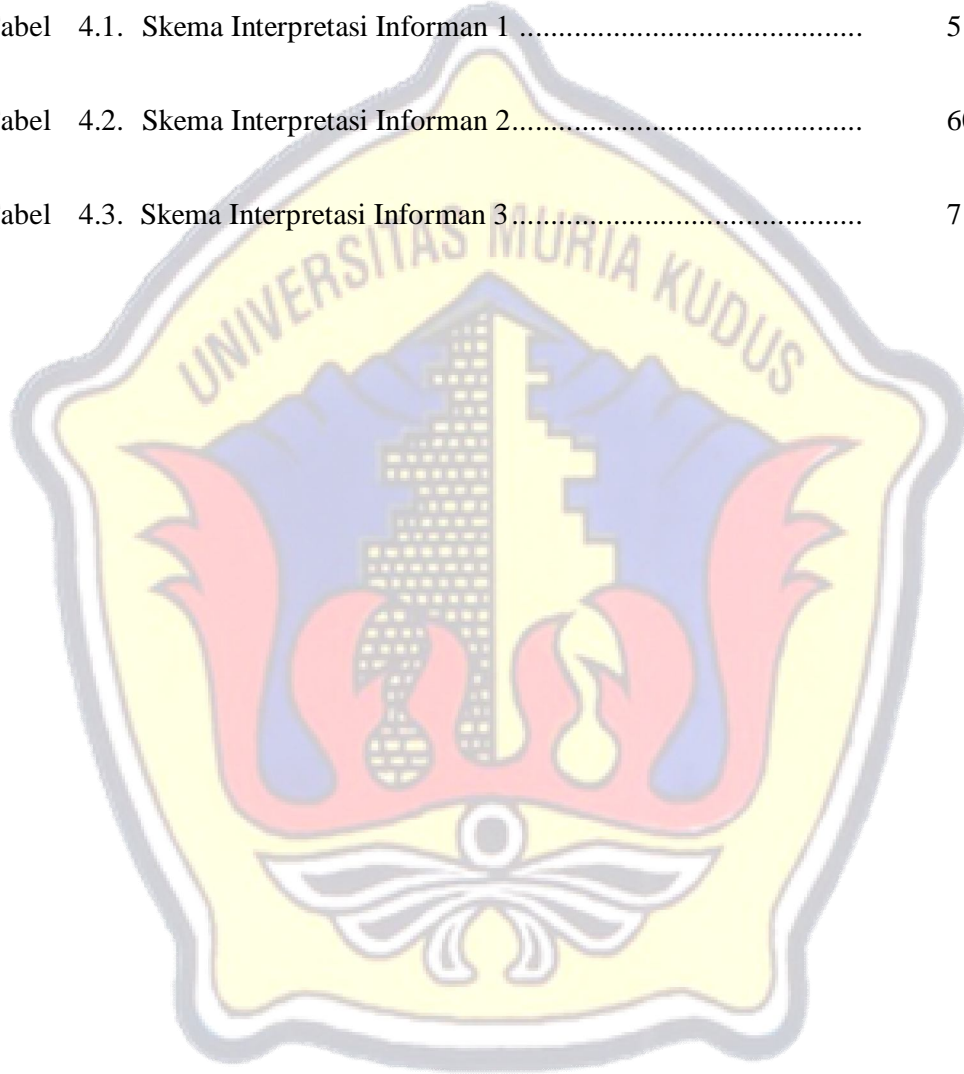 abel 4.1. Skema Interpretasi Informan 1 ........................................ 5
abel 4.2. Skema Interpretasi Informan 2......................................... 60
abel 4.3. Skema Interpretasi Informan 3......................................... 7
UNIVERSITAS MURIA KUDUS